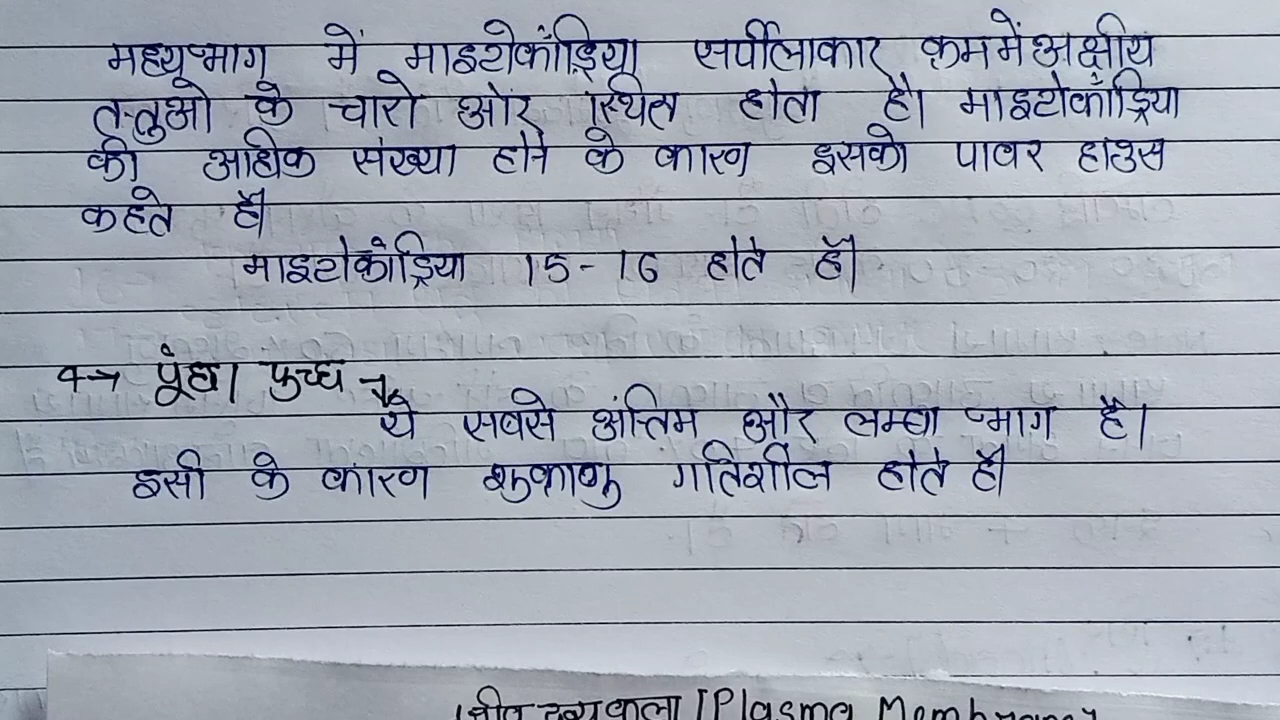 मध्यभाग में माइटोकॉंड्रिया सर्पीलाकार क्रम में अक्षीय
तन्तुओ के चारो ओर स्थित होता है। माइटोकॉंड्रिया
की अधिक संख्या होने के कारण इसको पावर हाउस
कहते हैं।
माइटोकोंड्रिया 15-16 होते हैं।
4→ पूंछ। पुच्छ →
ये सबसे अंतिम और लम्बा भाग है।
इसी के कारण शुक्राणु गतिशील होते हैं।
जीव द्रव्यकला । Plasma Membrane